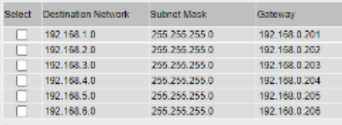 Select Destination Network Subnet Mask Gateway
192.168.1.0 255.255.255.0 192.168.0.201
192.168.2.0 255.255.255.0 192.168.0.202
192.168.3.0 255.255.255.0 192.168.0.203
192.168.4.0 255.255.255.0 192.168.0.204
192.168.5.0 255.255.255.0 192.168.0.205
192.168.6.0 255.255.255.0 192.168.0.206